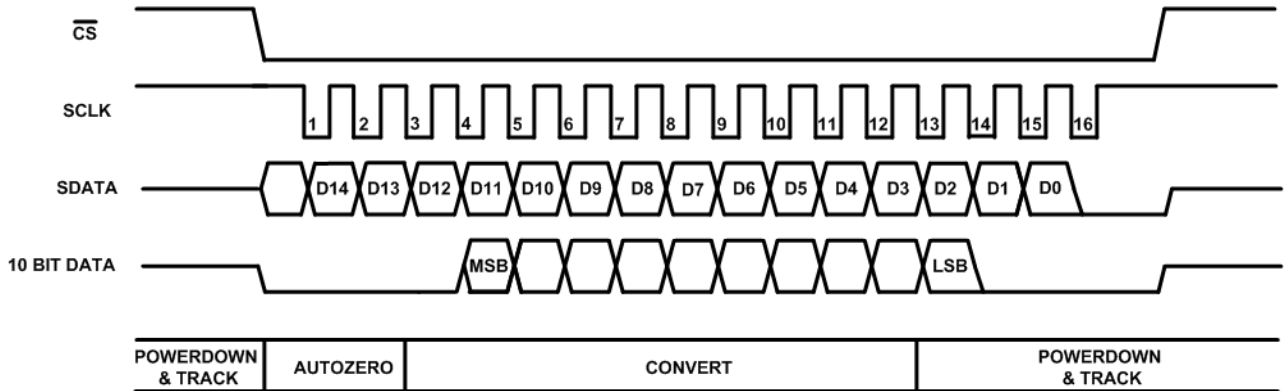 CS
SCLK
1 2 3 4 5 6 7 8 9 10 11 12 13 14 15 16
SDATA
D14 D13 D12 D11 D10 D9 D8 D7 D6 D5 D4 D3 D2 D1 D0
10 BIT DATA
MSB LSB
POWERDOWN
& TRACK
AUTOZERO
CONVERT
POWERDOWN
& TRACK